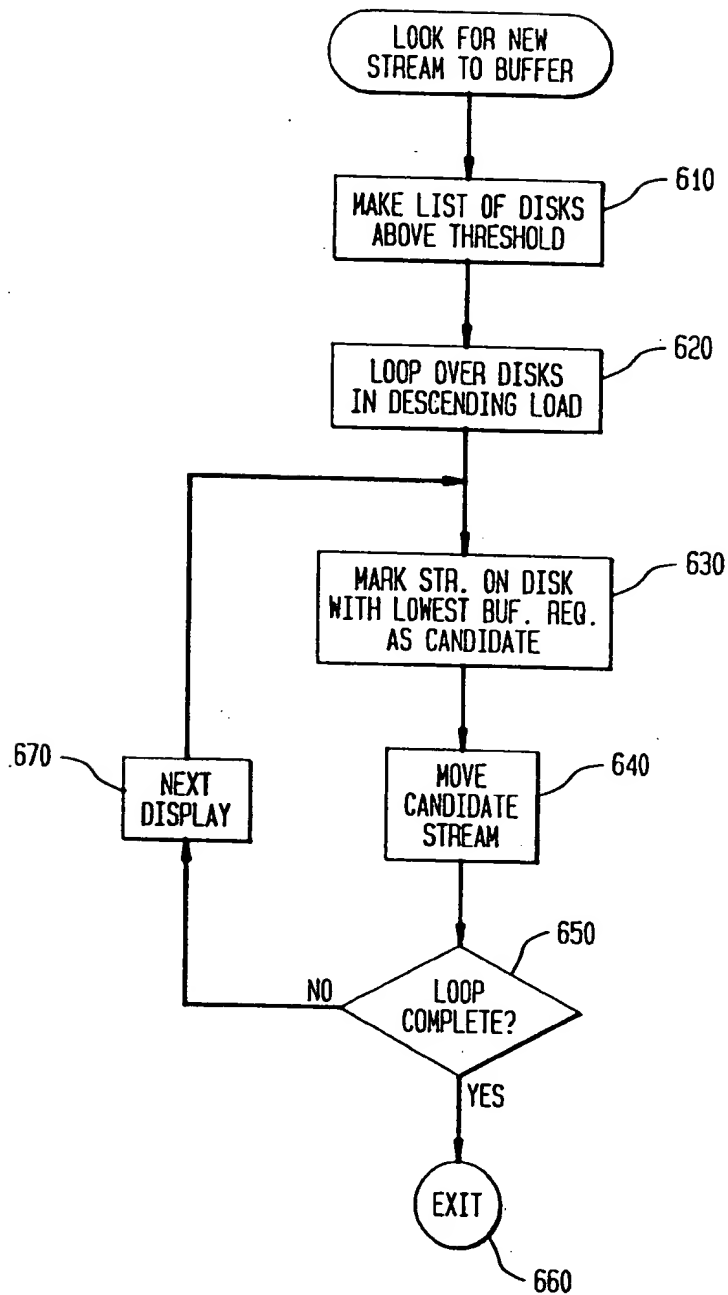 LOOK FOR NEW
STREAM TO BUFFER
610
MAKE LIST OF DISKS
ABOVE THRESHOLD
620
LOOP OVER DISKS
IN DESCENDING LOAD
630
MARK STR. ON DISK
WITH LOWEST BUF. REQ.
AS CANDIDATE
670
NEXT
DISPLAY
640
MOVE
CANDIDATE
STREAM
650
NO
LOOP
COMPLETE?
YES
EXIT
660